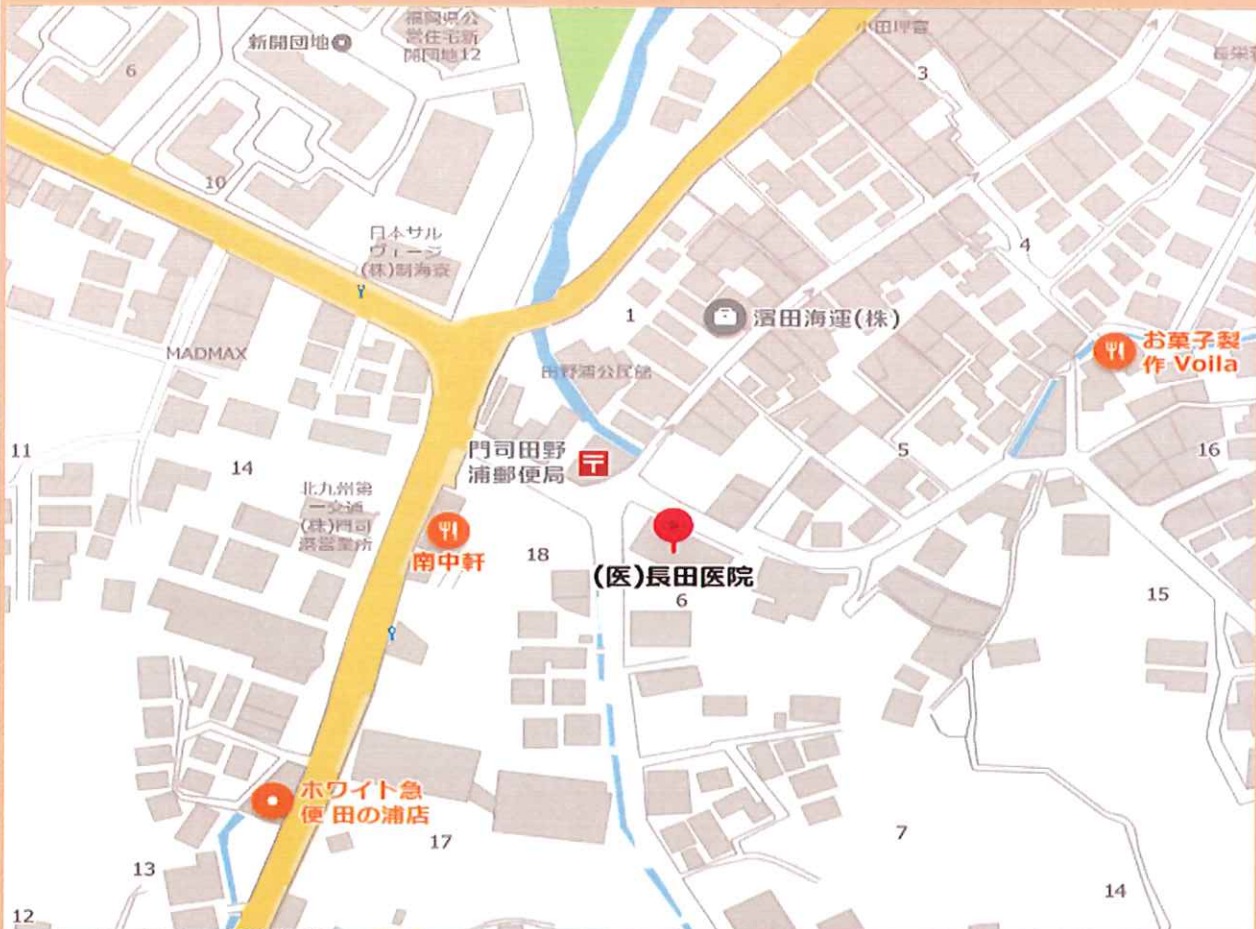 福岡県公
営住宅新
開団地12
新開団地
6
小田坪審
3
10
日本サル
ヴェージ
(株)制海寮
4
1
濱田海運(株)
お菓子製
作 Voila
MADMAX
田野浦公民館
門司田野
浦郵便局
5
16
11
14
北九州第
一交通
(株)門司
営業所
南中軒
18
(医)長田医院
6
15
ホワイト急
便 田の浦店
17
7
13
14
12